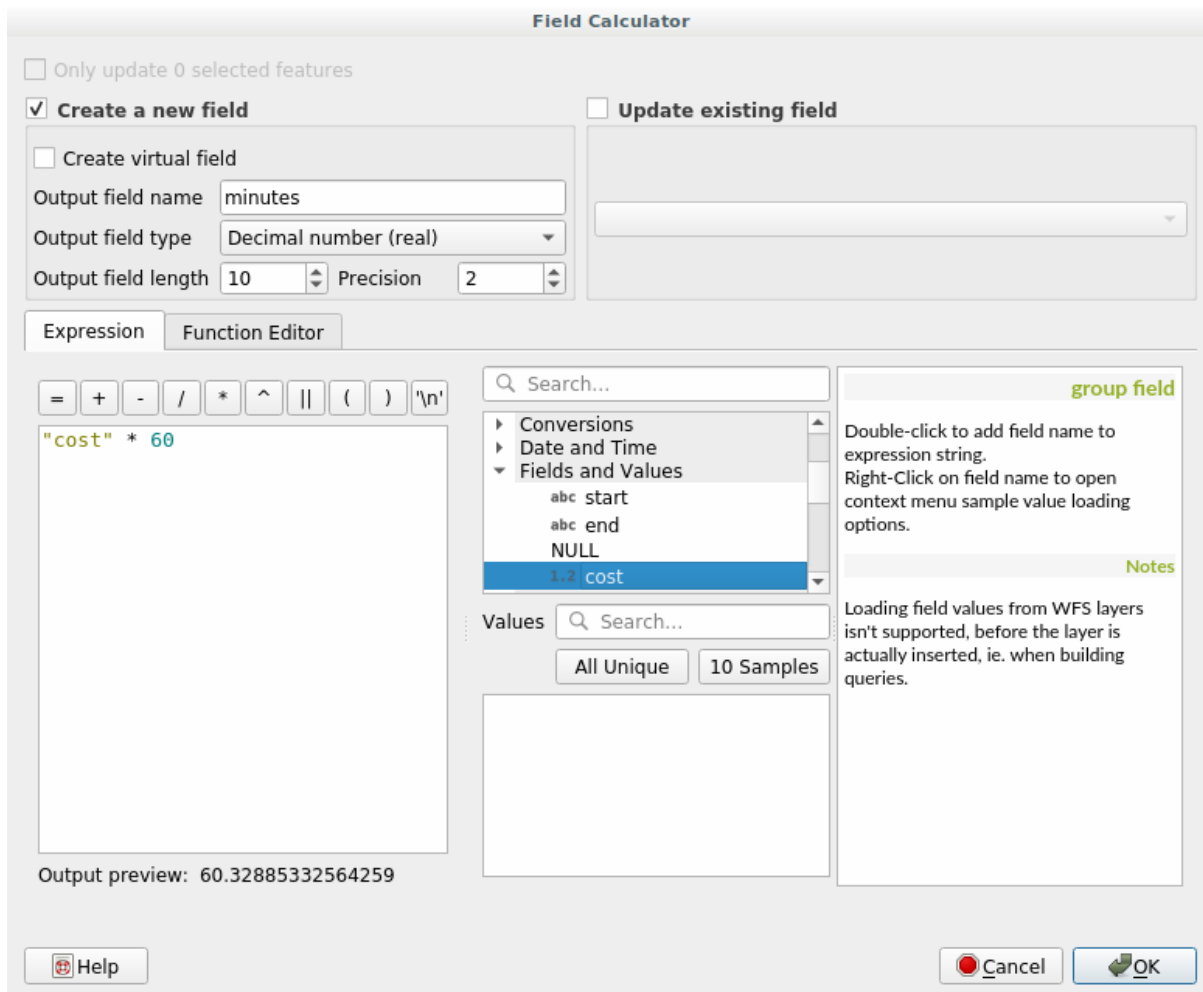 Field Calculator
Only update 0 selected features
Create a new field
Update existing field
Create virtual field
Output field name minutes
Output field type Decimal number (real)
Output field length 10 Precision 2
Expression Function Editor
= + - / * ^ || ( ) '\n'
"cost" * 60
Search...
Conversions
Date and Time
Fields and Values
abc start
abc end
NULL
1.2 cost
Values Search...
All Unique 10 Samples
group field
Double-click to add field name to
expression string.
Right-Click on field name to open
context menu sample value loading
options.
Notes
Loading field values from WFS layers
isn't supported, before the layer is
actually inserted, ie. when building
queries.
Output preview: 60.32885332564259
Help
Cancel
OK